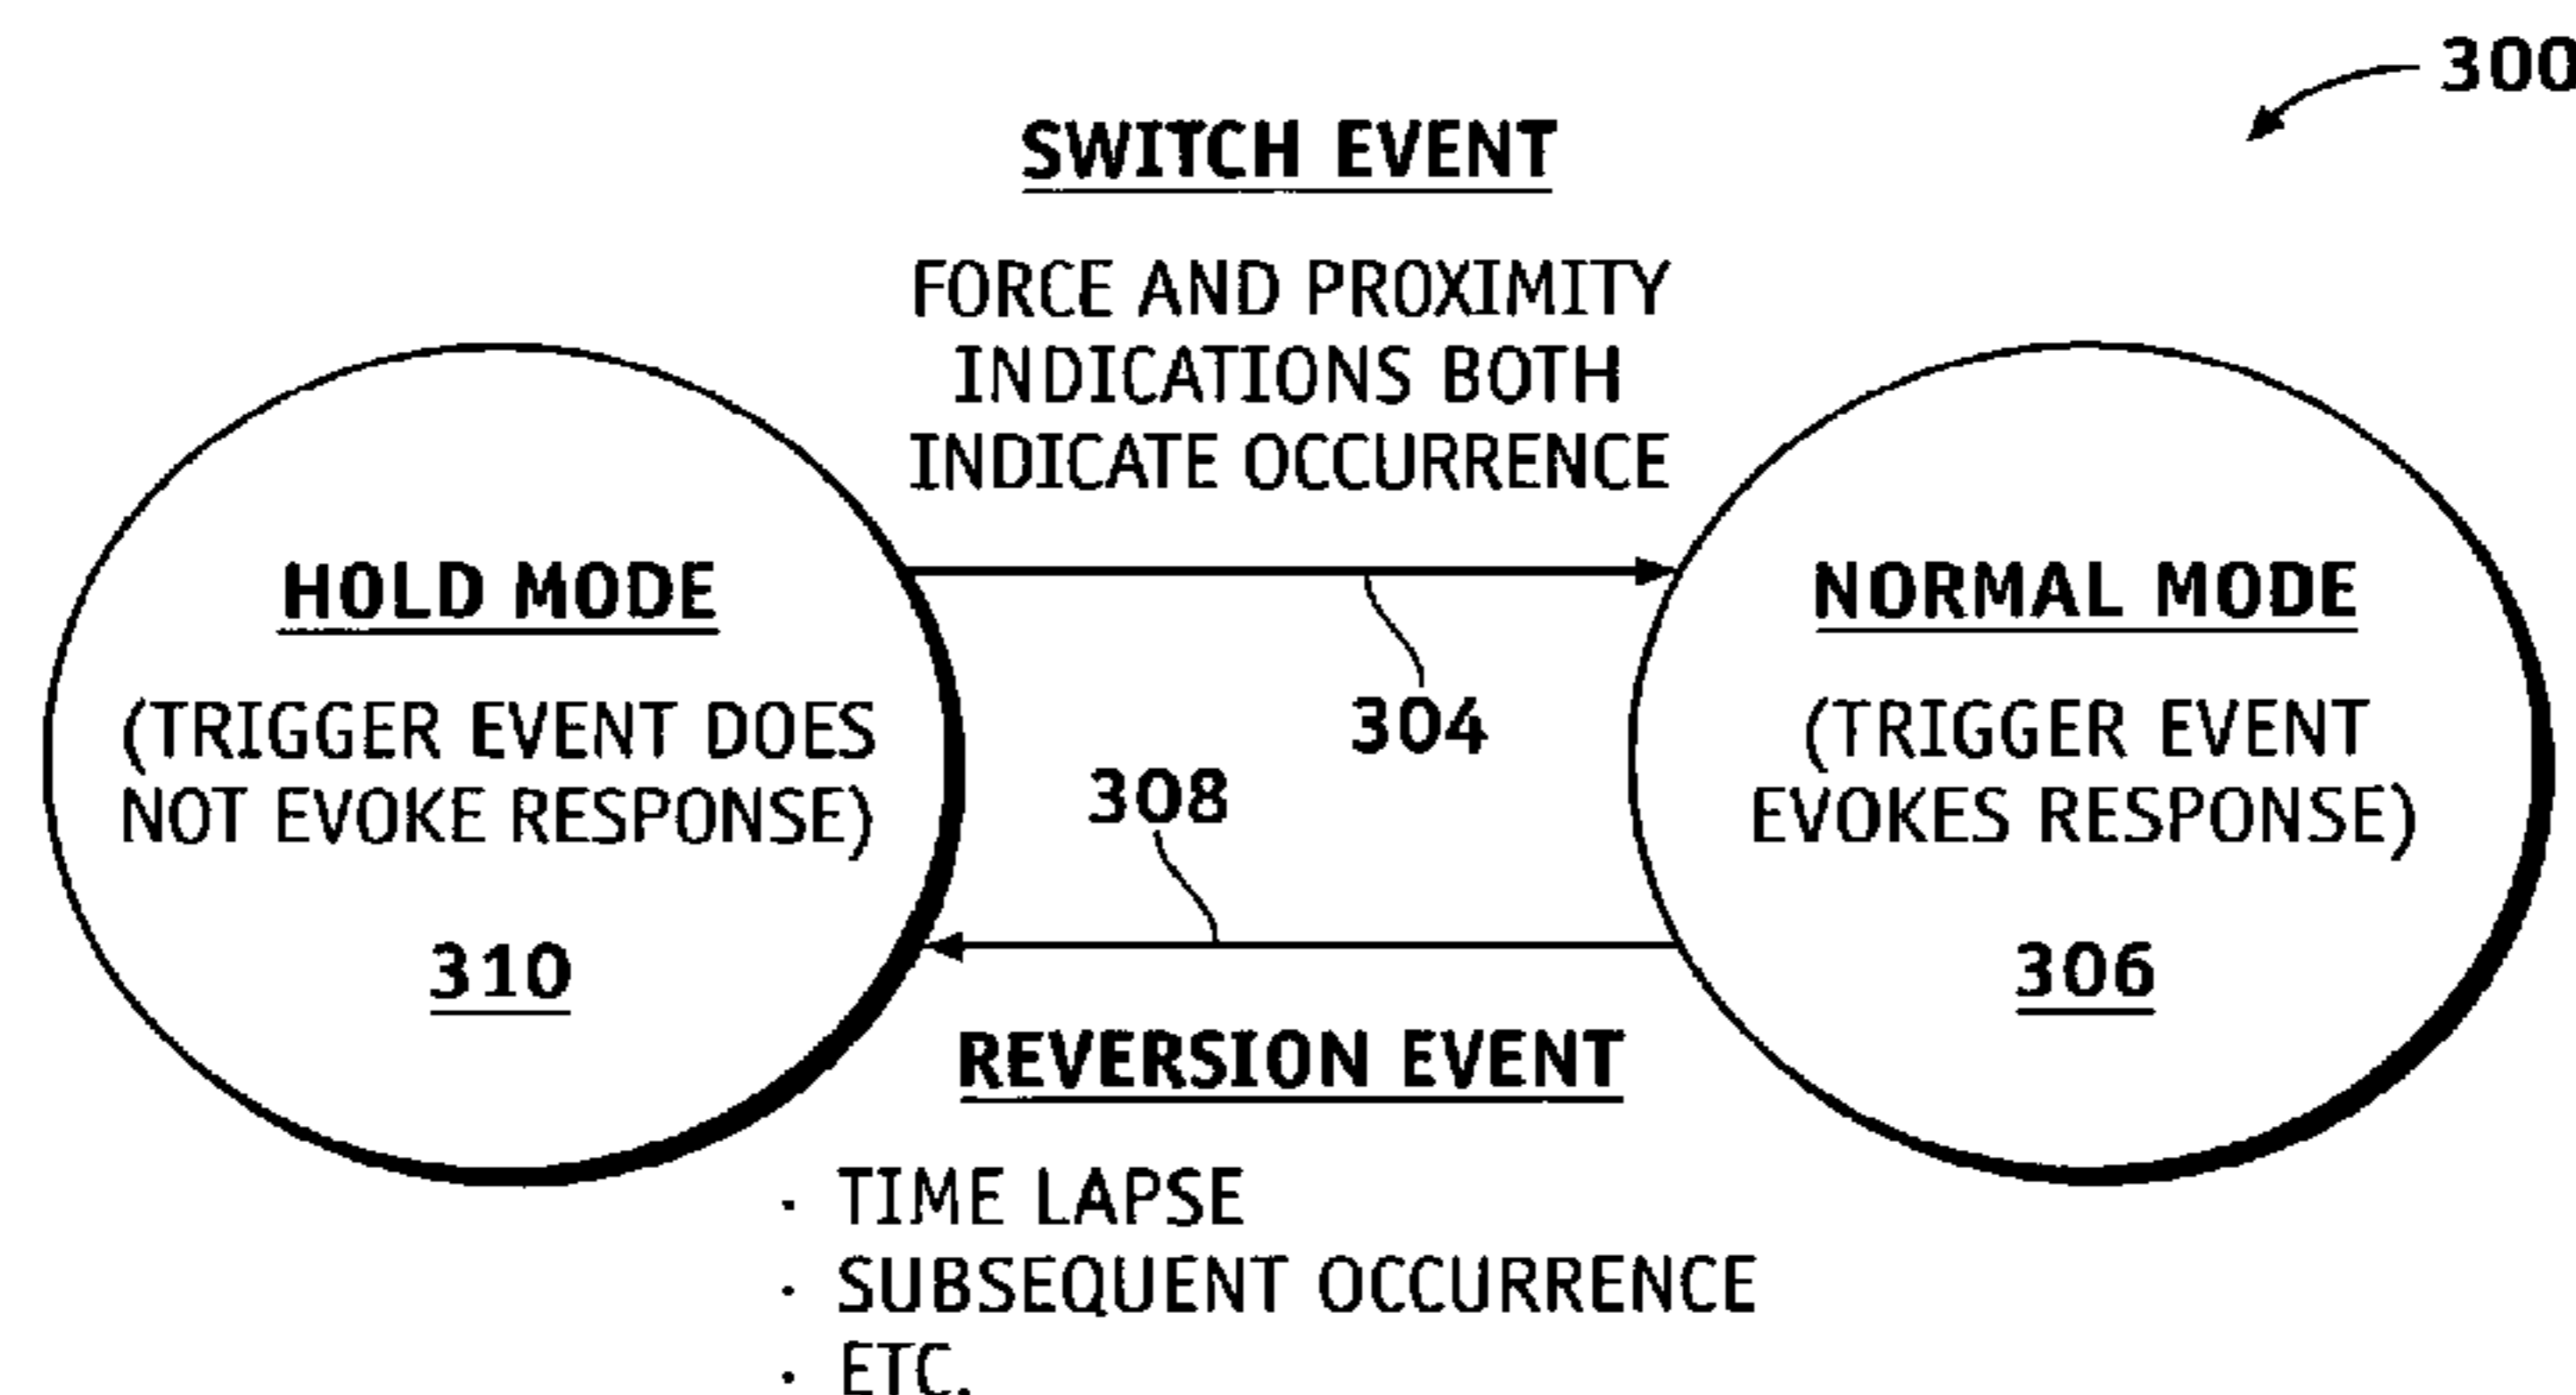 300
SWITCH EVENT
FORCE AND PROXIMITY
INDICATIONS BOTH
INDICATE OCCURRENCE
HOLD MODE
(TRIGGER EVENT DOES
NOT EVOKE RESPONSE)
310
304
308
NORMAL MODE
(TRIGGER EVENT
EVOKES RESPONSE)
306
REVERSION EVENT
· TIME LAPSE
· SUBSEQUENT OCCURRENCE
· ETC.